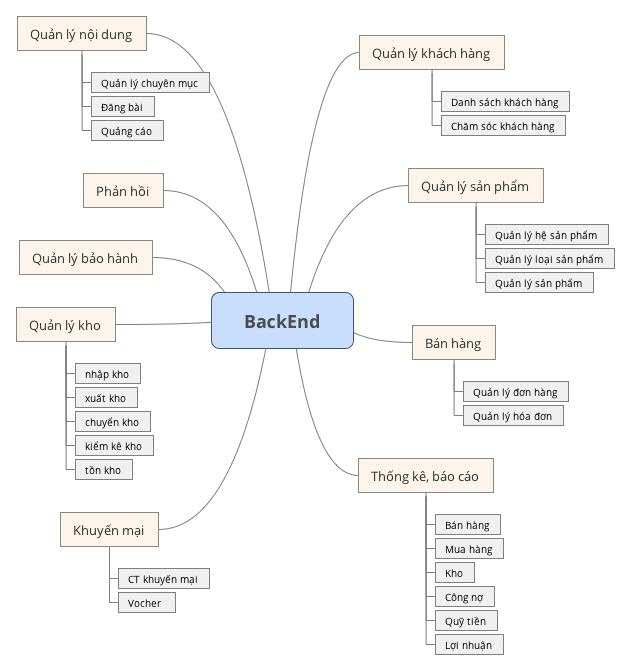 Quản lý nội dung
Quản lý chuyên mục
Đăng bài
Quảng cáo
Phản hồi
Quản lý bảo hành
Quản lý kho
nhập kho
xuất kho
chuyển kho
kiểm kê kho
tồn kho
Khuyến mại
CT khuyến mại
Vocher
BackEnd
Quản lý khách hàng
Danh sách khách hàng
Chăm sóc khách hàng
Quản lý sản phẩm
Quản lý hệ sản phẩm
Quản lý loại sản phẩm
Quản lý sản phẩm
Bán hàng
Quản lý đơn hàng
Quản lý hóa đơn
Thống kê, báo cáo
Bán hàng
Mua hàng
Kho
Công nợ
Quỹ tiền
Lợi nhuận